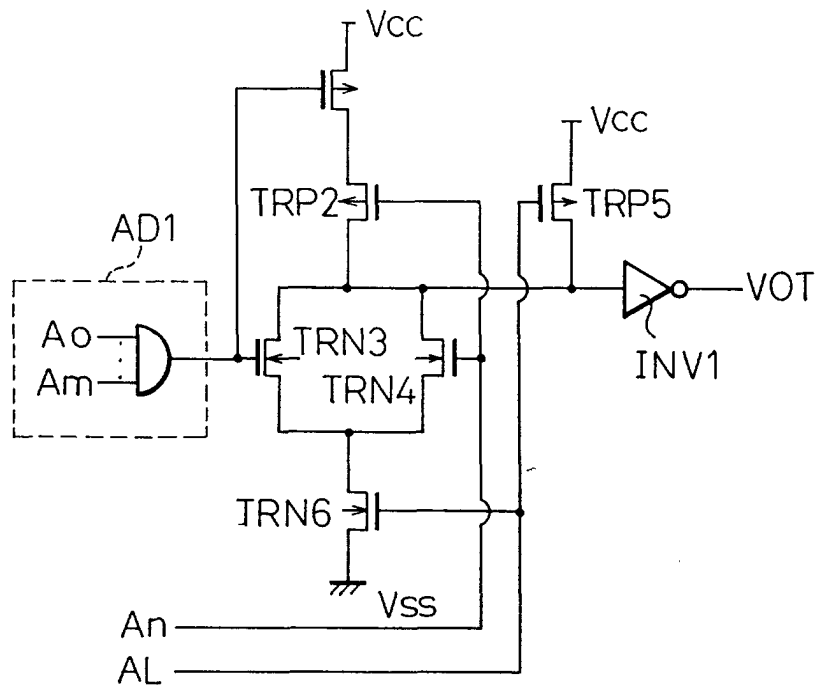 Vcc
Vcc
TRP2
TRP5
AD1
Ao
Am
TRN3
TRN4
VOT
INV1
TRN6
Vss
An
AL